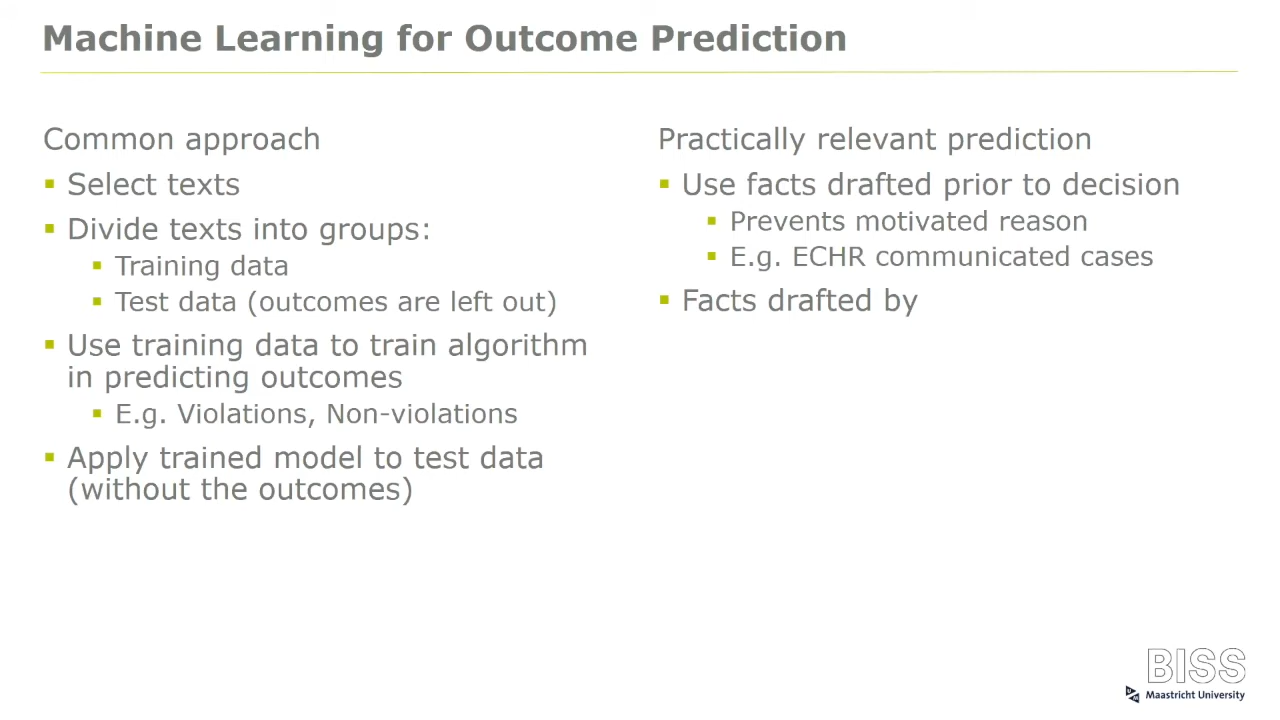 Machine Learning for Outcome Prediction
Common approach
Select texts
Divide texts into groups:
Training data
Test data (outcomes are left out)
Use training data to train algorithm
in predicting outcomes
E.g. Violations, Non-violations
Apply trained model to test data
(without the outcomes)
Practically relevant prediction
Use facts drafted prior to decision
Prevents motivated reason
E.g. ECHR communicated cases
Facts drafted by
BISS
Maastricht University